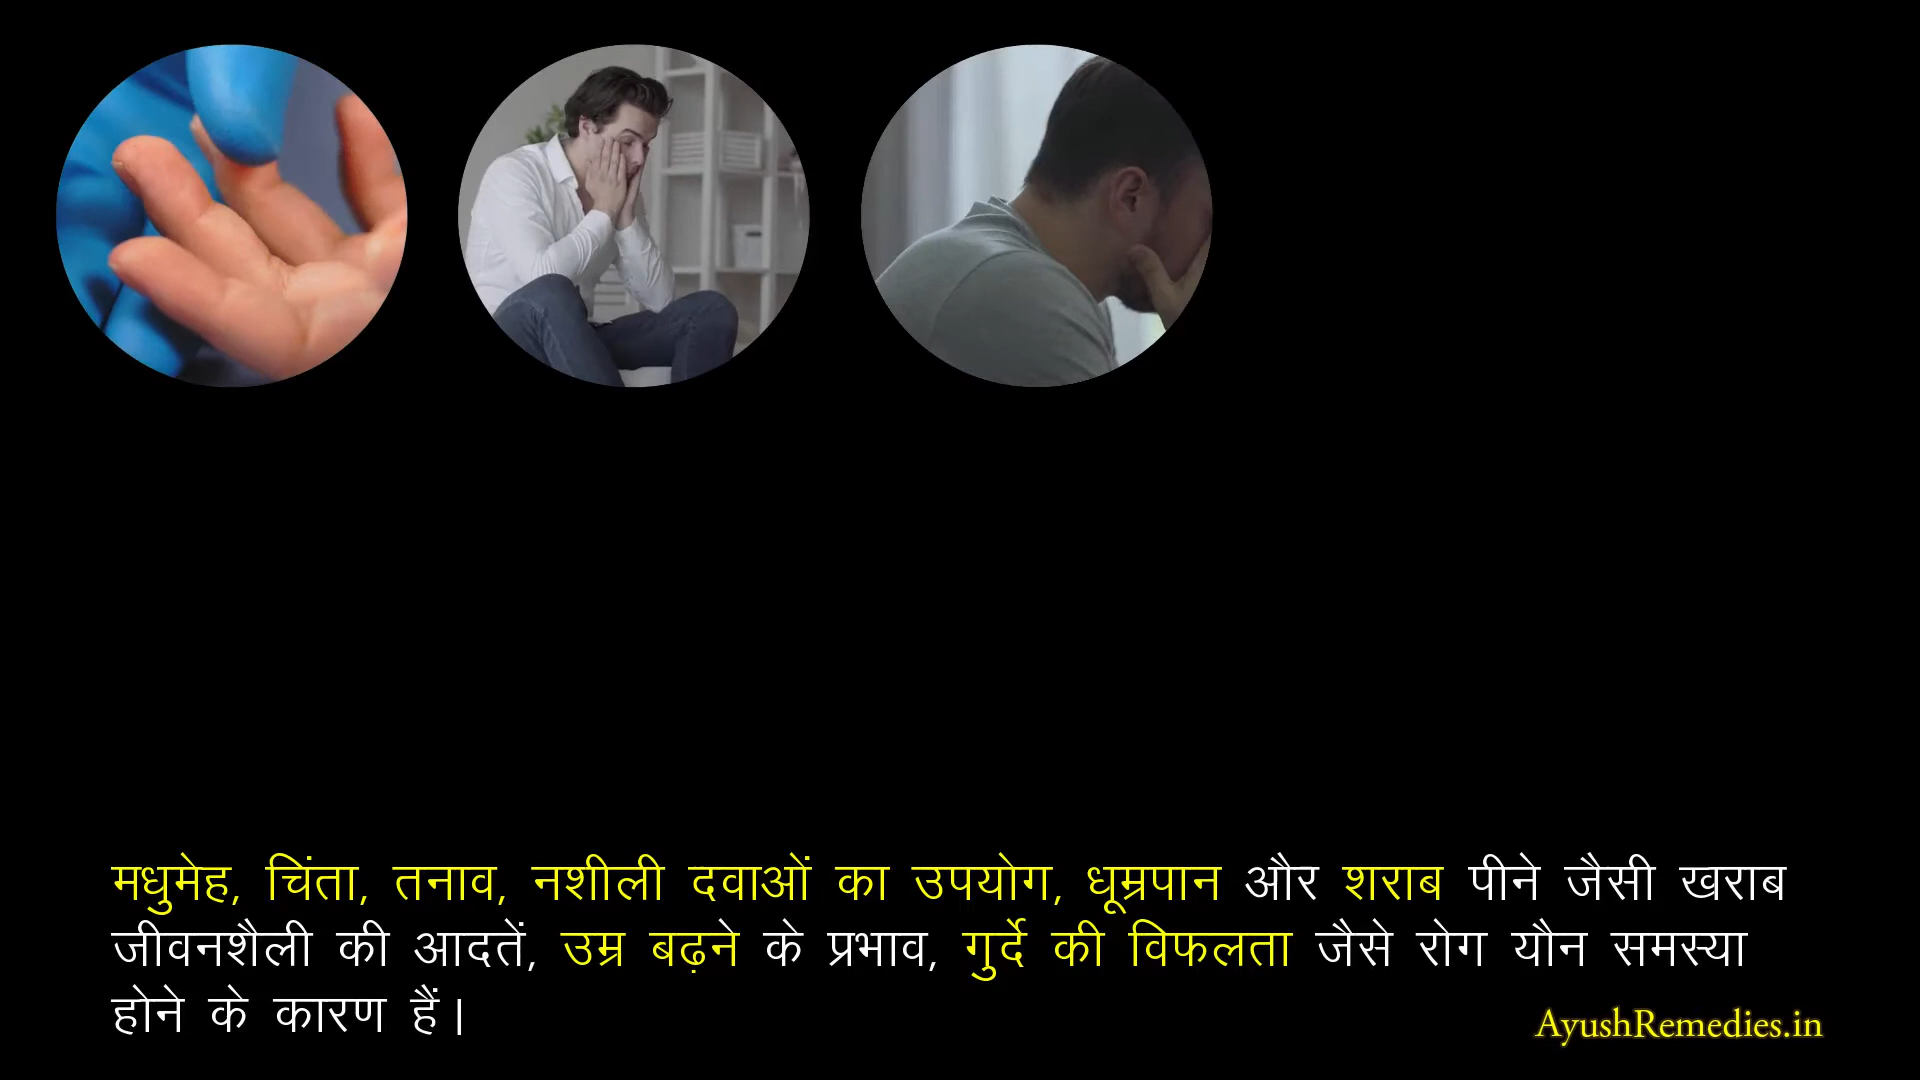 मधुमेह, चिंता, तनाव, नशीली दवाओं का उपयोग, धूम्रपान और शराब पीने जैसी खराब
जीवनशैली की आदतें, उम्र बढ़ने के प्रभाव, गुर्दे की विफलता जैसे रोग यौन समस्या
होने के कारण हैं।
AyushRemedies.in